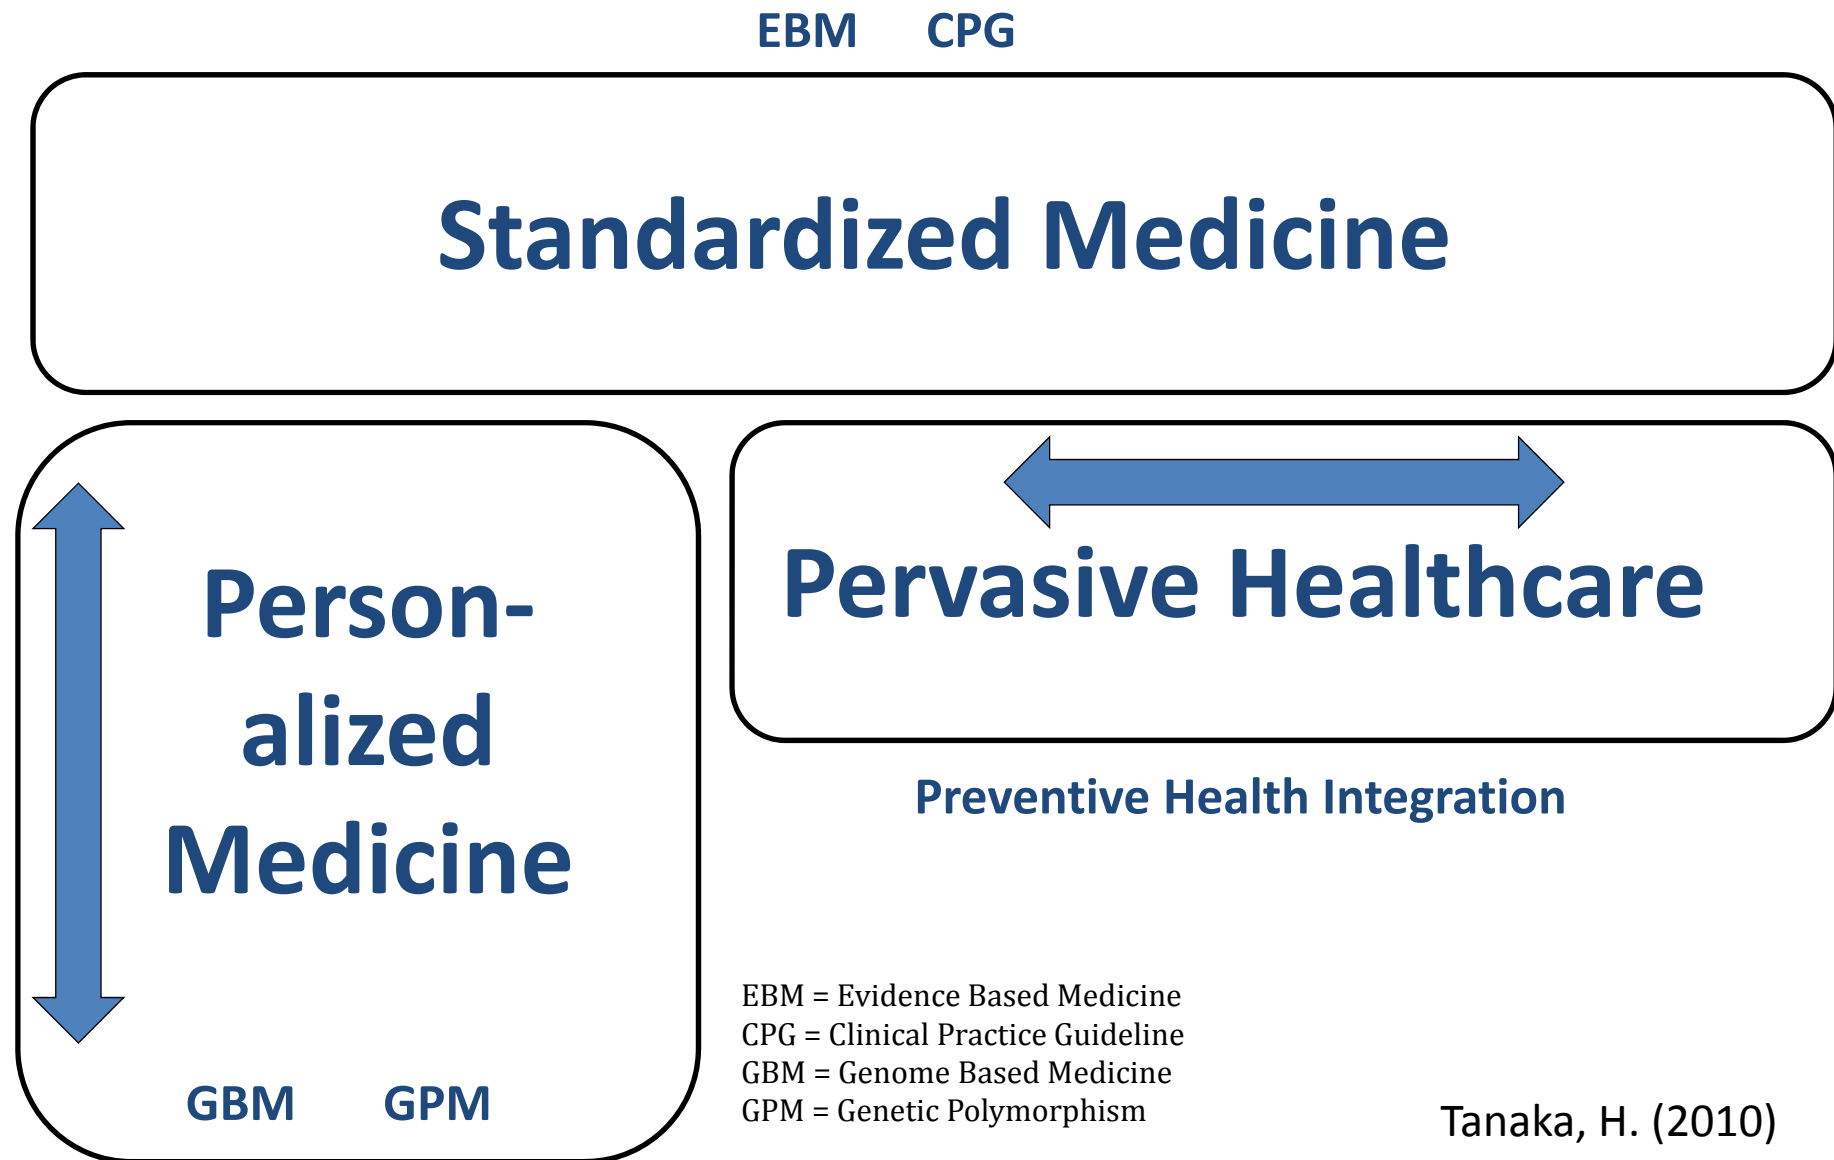 EBM CPG
Standardized Medicine
Person-
alized
Medicine
GBM GPM
Pervasive Healthcare
Preventive Health Integration
EBM = Evidence Based Medicine
CPG = Clinical Practice Guideline
GBM = Genome Based Medicine
GPM = Genetic Polymorphism
Tanaka, H. (2010)